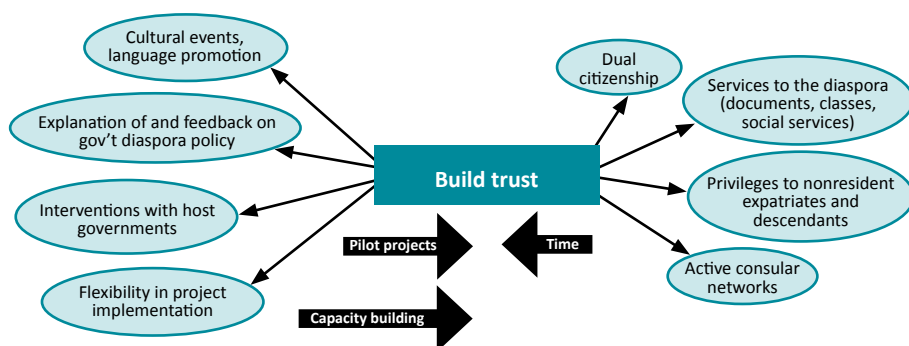 Cultural events,
language promotion
Explanation of and feedback on
gov’t diaspora policy
Interventions with host
governments
Flexibility in project
implementation
Build trust
Pilot projects
Time
Capacity building
Dual
citizenship
Services to the diaspora
(documents, classes,
social services)
Privileges to nonresident
expatriates and
descendants
Active consular
networks